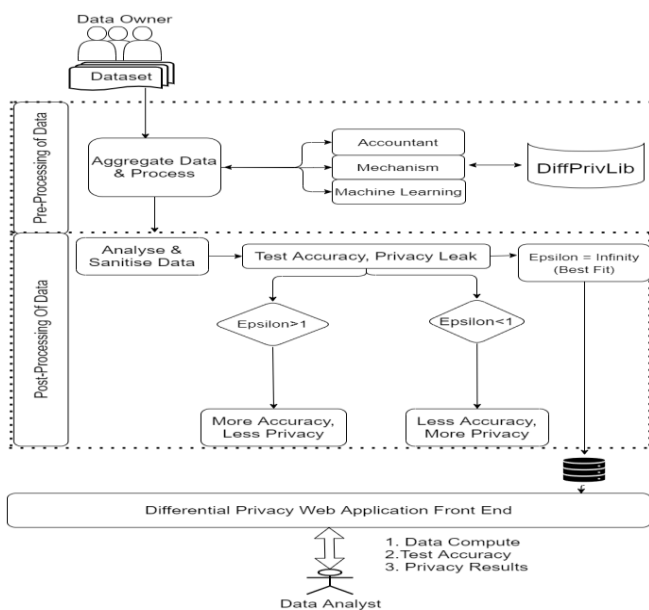 Data Owner
Dataset
Pre-Processing of Data
Aggregate Data
& Process
Accountant
Mechanism
Machine Learning
DiffPrivLib
Post-Processing Of Data
Analyse &
Sanitise Data
Test Accuracy, Privacy Leak
Epsilon = Infinity
(Best Fit)
Epsilon>1
Epsilon<1
More Accuracy,
Less Privacy
Less Accuracy,
More Privacy
Differential Privacy Web Application Front End
1. Data Compute
2.Test Accuracy
3. Privacy Results
Data Analyst